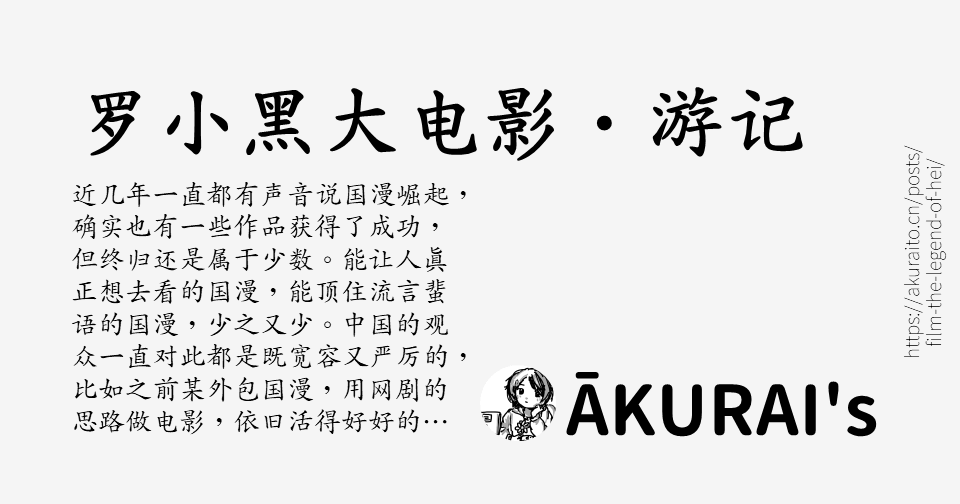 罗小黑大电影·游记
近几年一直都有声音说国漫崛起，
确实也有一些作品获得了成功，
但终归还是属于少数。能让人眞
正想去看的国漫，能顶住流言蜚
语的国漫，少之又少。中国的观
众一直对此都是既宽容又严厉的，
比如之前某外包国漫，用网剧的
思路做电影，依旧活得好好的…
ĀKURAI's
https://akuraito.cn/posts/
film-the-legend-of-hei/